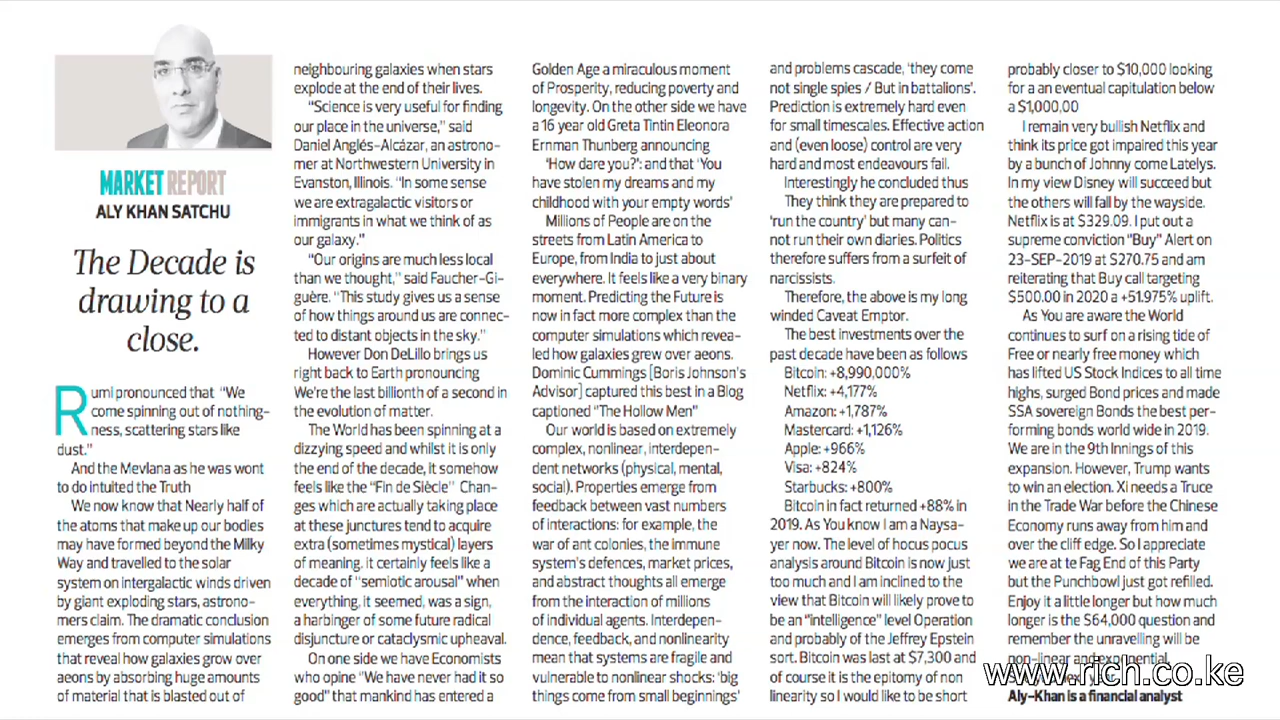 MARKET REPORT
ALY KHAN SATCHU
The Decade is
drawing to a
close.
Rumi pronounced that "We
come spinning out of nothing-
ness, scattering stars like
dust."
And the Mevlana as he was wont
to do intuited the Truth
We now know that Nearly half of
the atoms that make up our bodies
may have formed beyond the Milky
Way and travelled to the solar
system on intergalactic winds driven
by giant exploding stars, astrono-
mers claim. The dramatic conclusion
emerges from computer simulations
that reveal how galaxies grow over
aeons by absorbing huge amounts
of material that is blasted out of
neighbouring galaxies when stars
explode at the end of their lives.
"Science is very useful for finding
our place in the universe," said
Daniel Anglés-Alcázar, an astrono-
mer at Northwestern University in
Evanston, Illinois. "In some sense
we are extragalactic visitors or
immigrants in what we think of as
our galaxy."
"Our origins are much less local
than we thought," said Faucher-Gi-
guère. "This study gives us a sense
of how things around us are connec-
ted to distant objects in the sky."
However Don DeLillo brings us
right back to Earth pronouncing
We're the last billionth of a second in
the evolution of matter.
The World has been spinning at a
dizzying speed and whilst it is only
the end of the decade, it somehow
feels like the "Fin de Siècle" Chan-
ges which are actually taking place
at these junctures tend to acquire
extra (sometimes mystical) layers
of meaning. it certainly feels like a
decade of "semiotic arousal" when
everything, it seemed, was a sign,
a harbinger of some future radical
disjuncture or cataclysmic upheaval.
On one side we have Economists
who opine "We have never had it so
good" that mankind has entered a
Golden Age a miraculous moment
of Prosperity, reducing poverty and
longevity. On the other side we have
a 16 year old Greta Tintin Eleonora
Ernman Thunberg announcing
'How dare you?': and that 'You
have stolen my dreams and my
childhood with your empty words'
Millions of People are on the
streets from Latin America to
Europe, from India to just about
everywhere. It feels like a very binary
moment. Predicting the Future is
now in fact more complex than the
computer simulations which revea-
led how galaxies grew over aeons.
Dominic Cummings [Boris Johnson's
Advisor] captured this best in a Blog
captioned "The Hollow Men"
Our world is based on extremely
complex, nonlinear, interdepen-
dent networks (physical, mental,
social). Properties emerge from
feedback between vast numbers
of interactions: for example, the
war of ant colonies, the immune
system's defences, market prices,
and abstract thoughts all emerge
from the interaction of millions
of individual agents. Interdepen-
dence, feedback, and nonlinearity
mean that systems are fragile and
vulnerable to nonlinear shocks: 'big
things come from small beginnings'
and problems cascade, 'they come
not single spies / But in battalions'.
Prediction is extremely hard even
for small timescales. Effective action
and (even loose) control are very
hard and most endeavours fail.
Interestingly he concluded thus
They think they are prepared to
'run the country' but many can-
not run their own diaries. Politics
therefore suffers from a surfeit of
narcissists.
Therefore, the above is my long
winded Caveat Emptor.
The best investments over the
past decade have been as follows
Bitcoin: +8,990,000%
Netflix: +4,177%
Amazon: +1,787%
Mastercard: +1,126%
Apple: +966%
Visa: +824%
Starbucks: +800%
Bitcoin in fact returned +88% in
2019. As You know I am a Naysa-
yer now. The level of hocus pocus
analysis around Bitcoin is now just
too much and I am inclined to the
view that Bitcoin will likely prove to
be an "intelligence" level Operation
and probably of the Jeffrey Epstein
sort. Bitcoin was last at $7,300 and
of course it is the epitomy of non
linearity so I would like to be short
probably closer to $10,000 looking
for a an eventual capitulation below
a $1,000.00
I remain very bullish Netflix and
think its price got impaired this year
by a bunch of Johnny come Latelys.
In my view Disney will succeed but
the others will fall by the wayside.
Netflix is at $329.09. I put out a
supreme conviction "Buy" Alert on
23-SEP-2019 at $270.75 and am
reiterating that Buy call targeting
$500.00 in 2020 a +51.975% uplift.
As You are aware the World
continues to surf on a rising tide of
Free or nearly free money which
has lifted US Stock Indices to all time
highs, surged Bond prices and made
SSA sovereign Bonds the best per-
forming bonds world wide in 2019.
We are in the 9th Innings of this
expansion. However, Trump wants
to win an election. Xi needs a Truce
in the Trade War before the Chinese
Economy runs away from him and
over the cliff edge. So I appreciate
we are at te Fag End of this Party
but the Punchbowl just got refilled.
Enjoy it a little longer but how much
longer is the $64,000 question and
remember the unravelling will be
non-linear and exponential.
www.rich.co.ke
Aly-Khan is a financial analyst